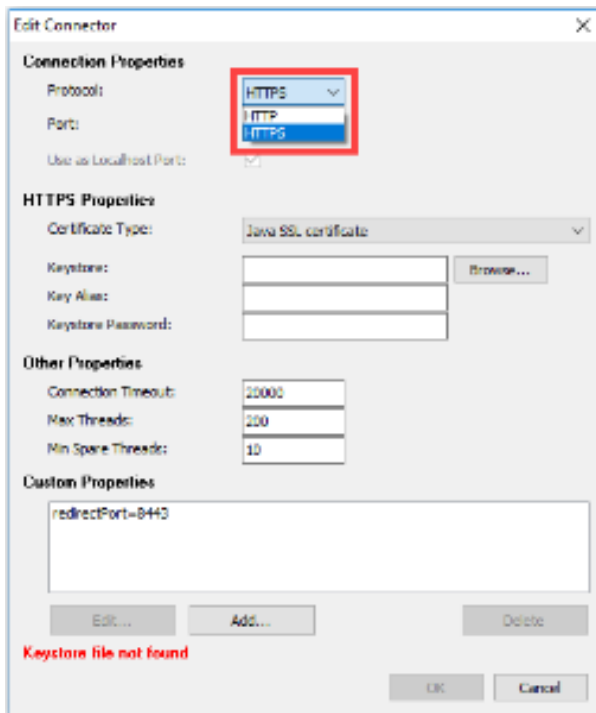 Edit Connector
Connection Properties
Protocol: HTTPS
HTTP
Port: HTTPS
Use as Localhost Port:
HTTPS Properties
Certificate Type: Java SSL certificate
Keystore: Browse...
Key Alias:
Keystore Password:
Other Properties
Connection Timeout: 20000
Max Threads: 200
Min Spare Threads: 10
Custom Properties
redirectPort=8443
Edit... Add... Delete
Keystore file not found
OK Cancel